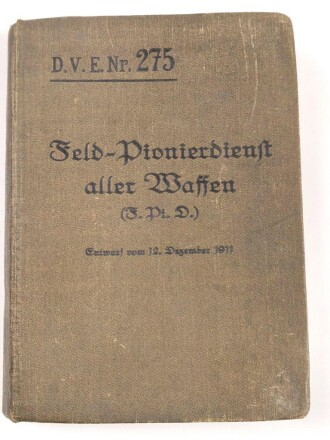 D.V.E.Nr. 275
Feld-Pionierdienst
aller Waffen
(F. Pi. D.)
Entwurf vom 12. Dezember 1911